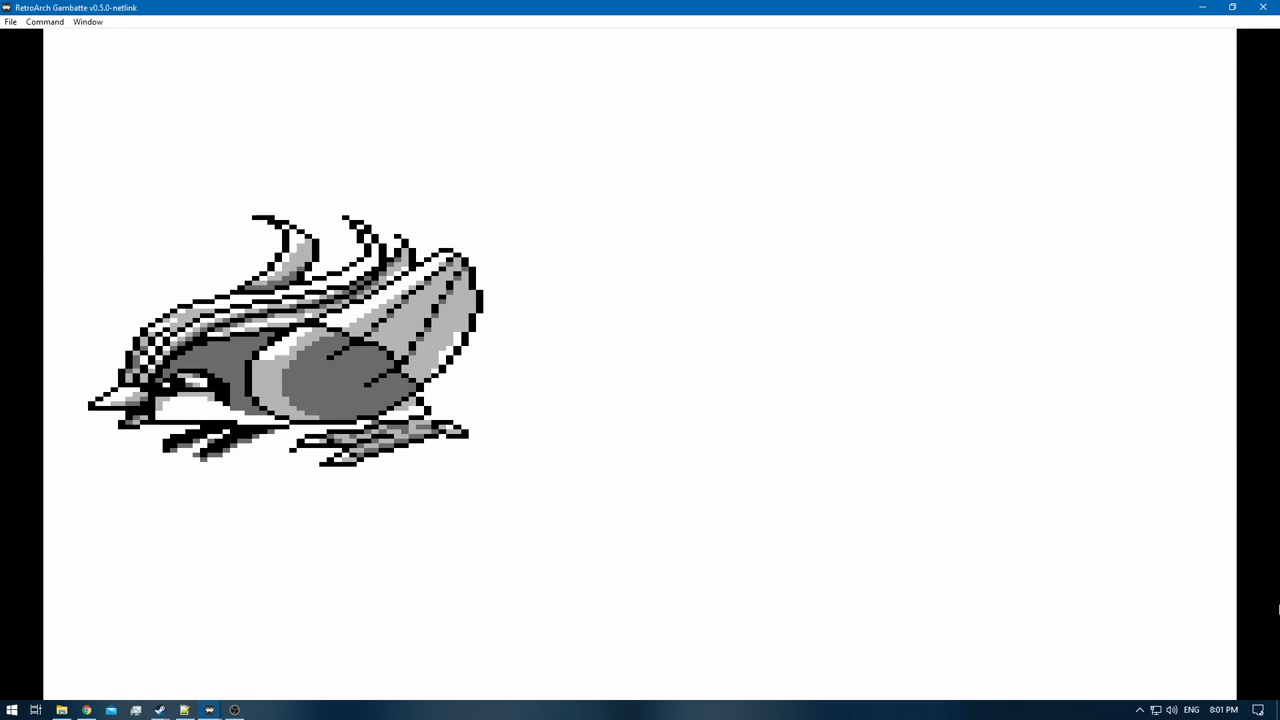 RetroArch Gambatte v0.5.0-netlink
File Command Window
ENG 8:01 PM